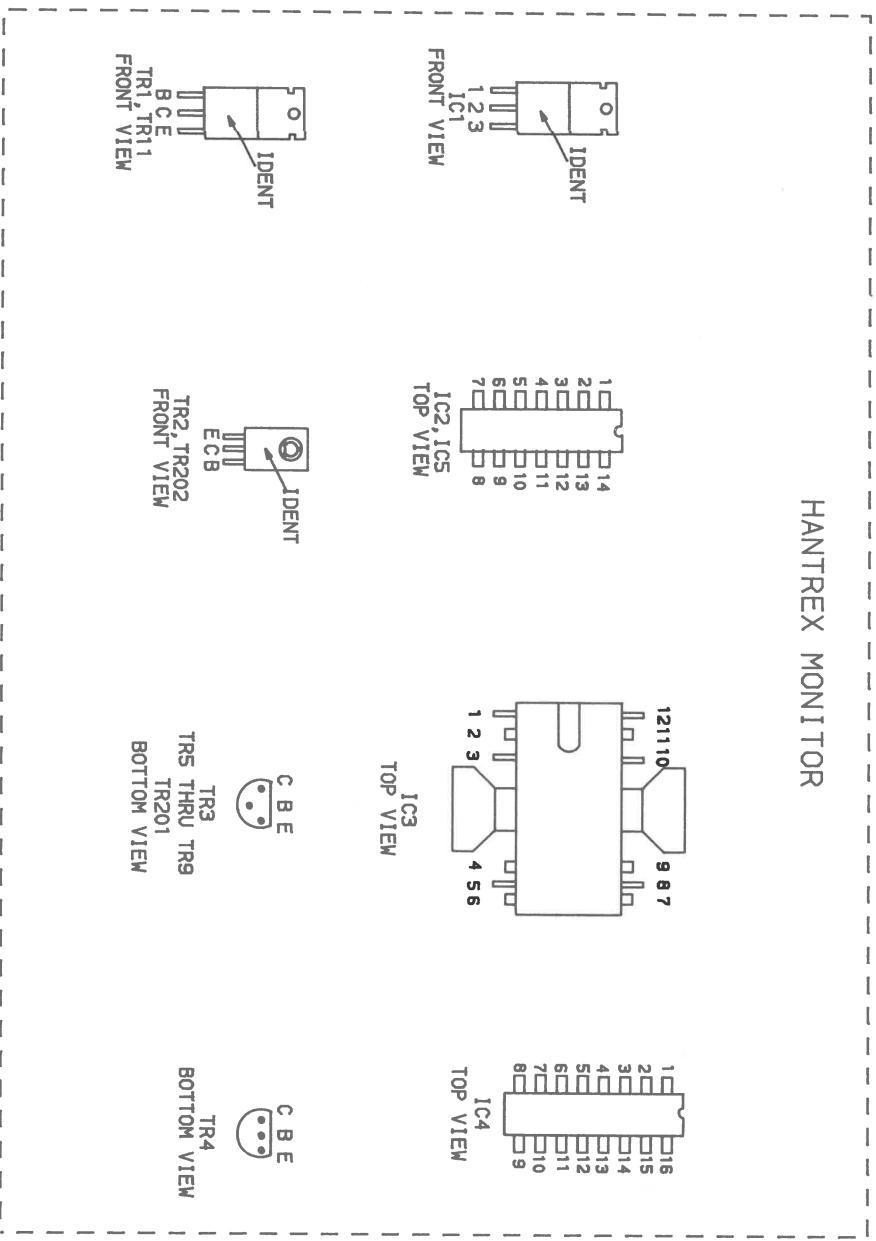 HANTREX MONITOR
1 2 3
IC1
FRONT VIEW
IDENT
1 14
2 13
3 12
4 11
5 10
6 9
7 8
IC2, IC5
TOP VIEW
12 11 10 9 8 7
1 2 3 4 5 6
IC3
TOP VIEW
1 16
2 15
3 14
4 13
5 12
6 11
7 10
8 9
IC4
TOP VIEW
B C E
TR1, TR11
FRONT VIEW
IDENT
E C B
TR2, TR202
FRONT VIEW
IDENT
C B E
TR3
TR5 THRU TR9
TR201
BOTTOM VIEW
C B E
TR4
BOTTOM VIEW